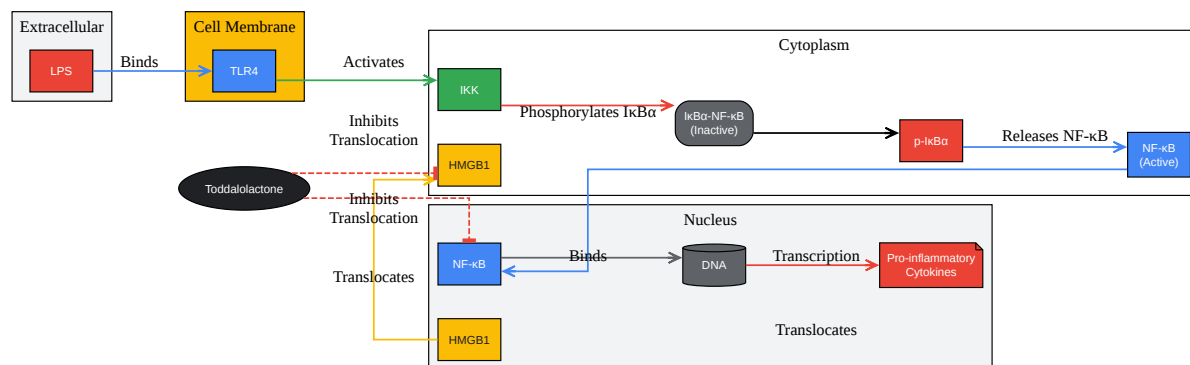 Extracellular
LPS
Binds
Cell Membrane
TLR4
Activates
Cytoplasm
IKK
Phosphorylates IκBα
IκBα-NF-κB
(Inactive)
p-IκBα
Releases NF-κB
NF-κB
(Active)
Inhibits
Translocation
HMGB1
Toddalolactone
Inhibits
Translocation
Nucleus
NF-κB
Binds
DNA
Transcription
Pro-inflammatory
Cytokines
Translocates
HMGB1
Translocates